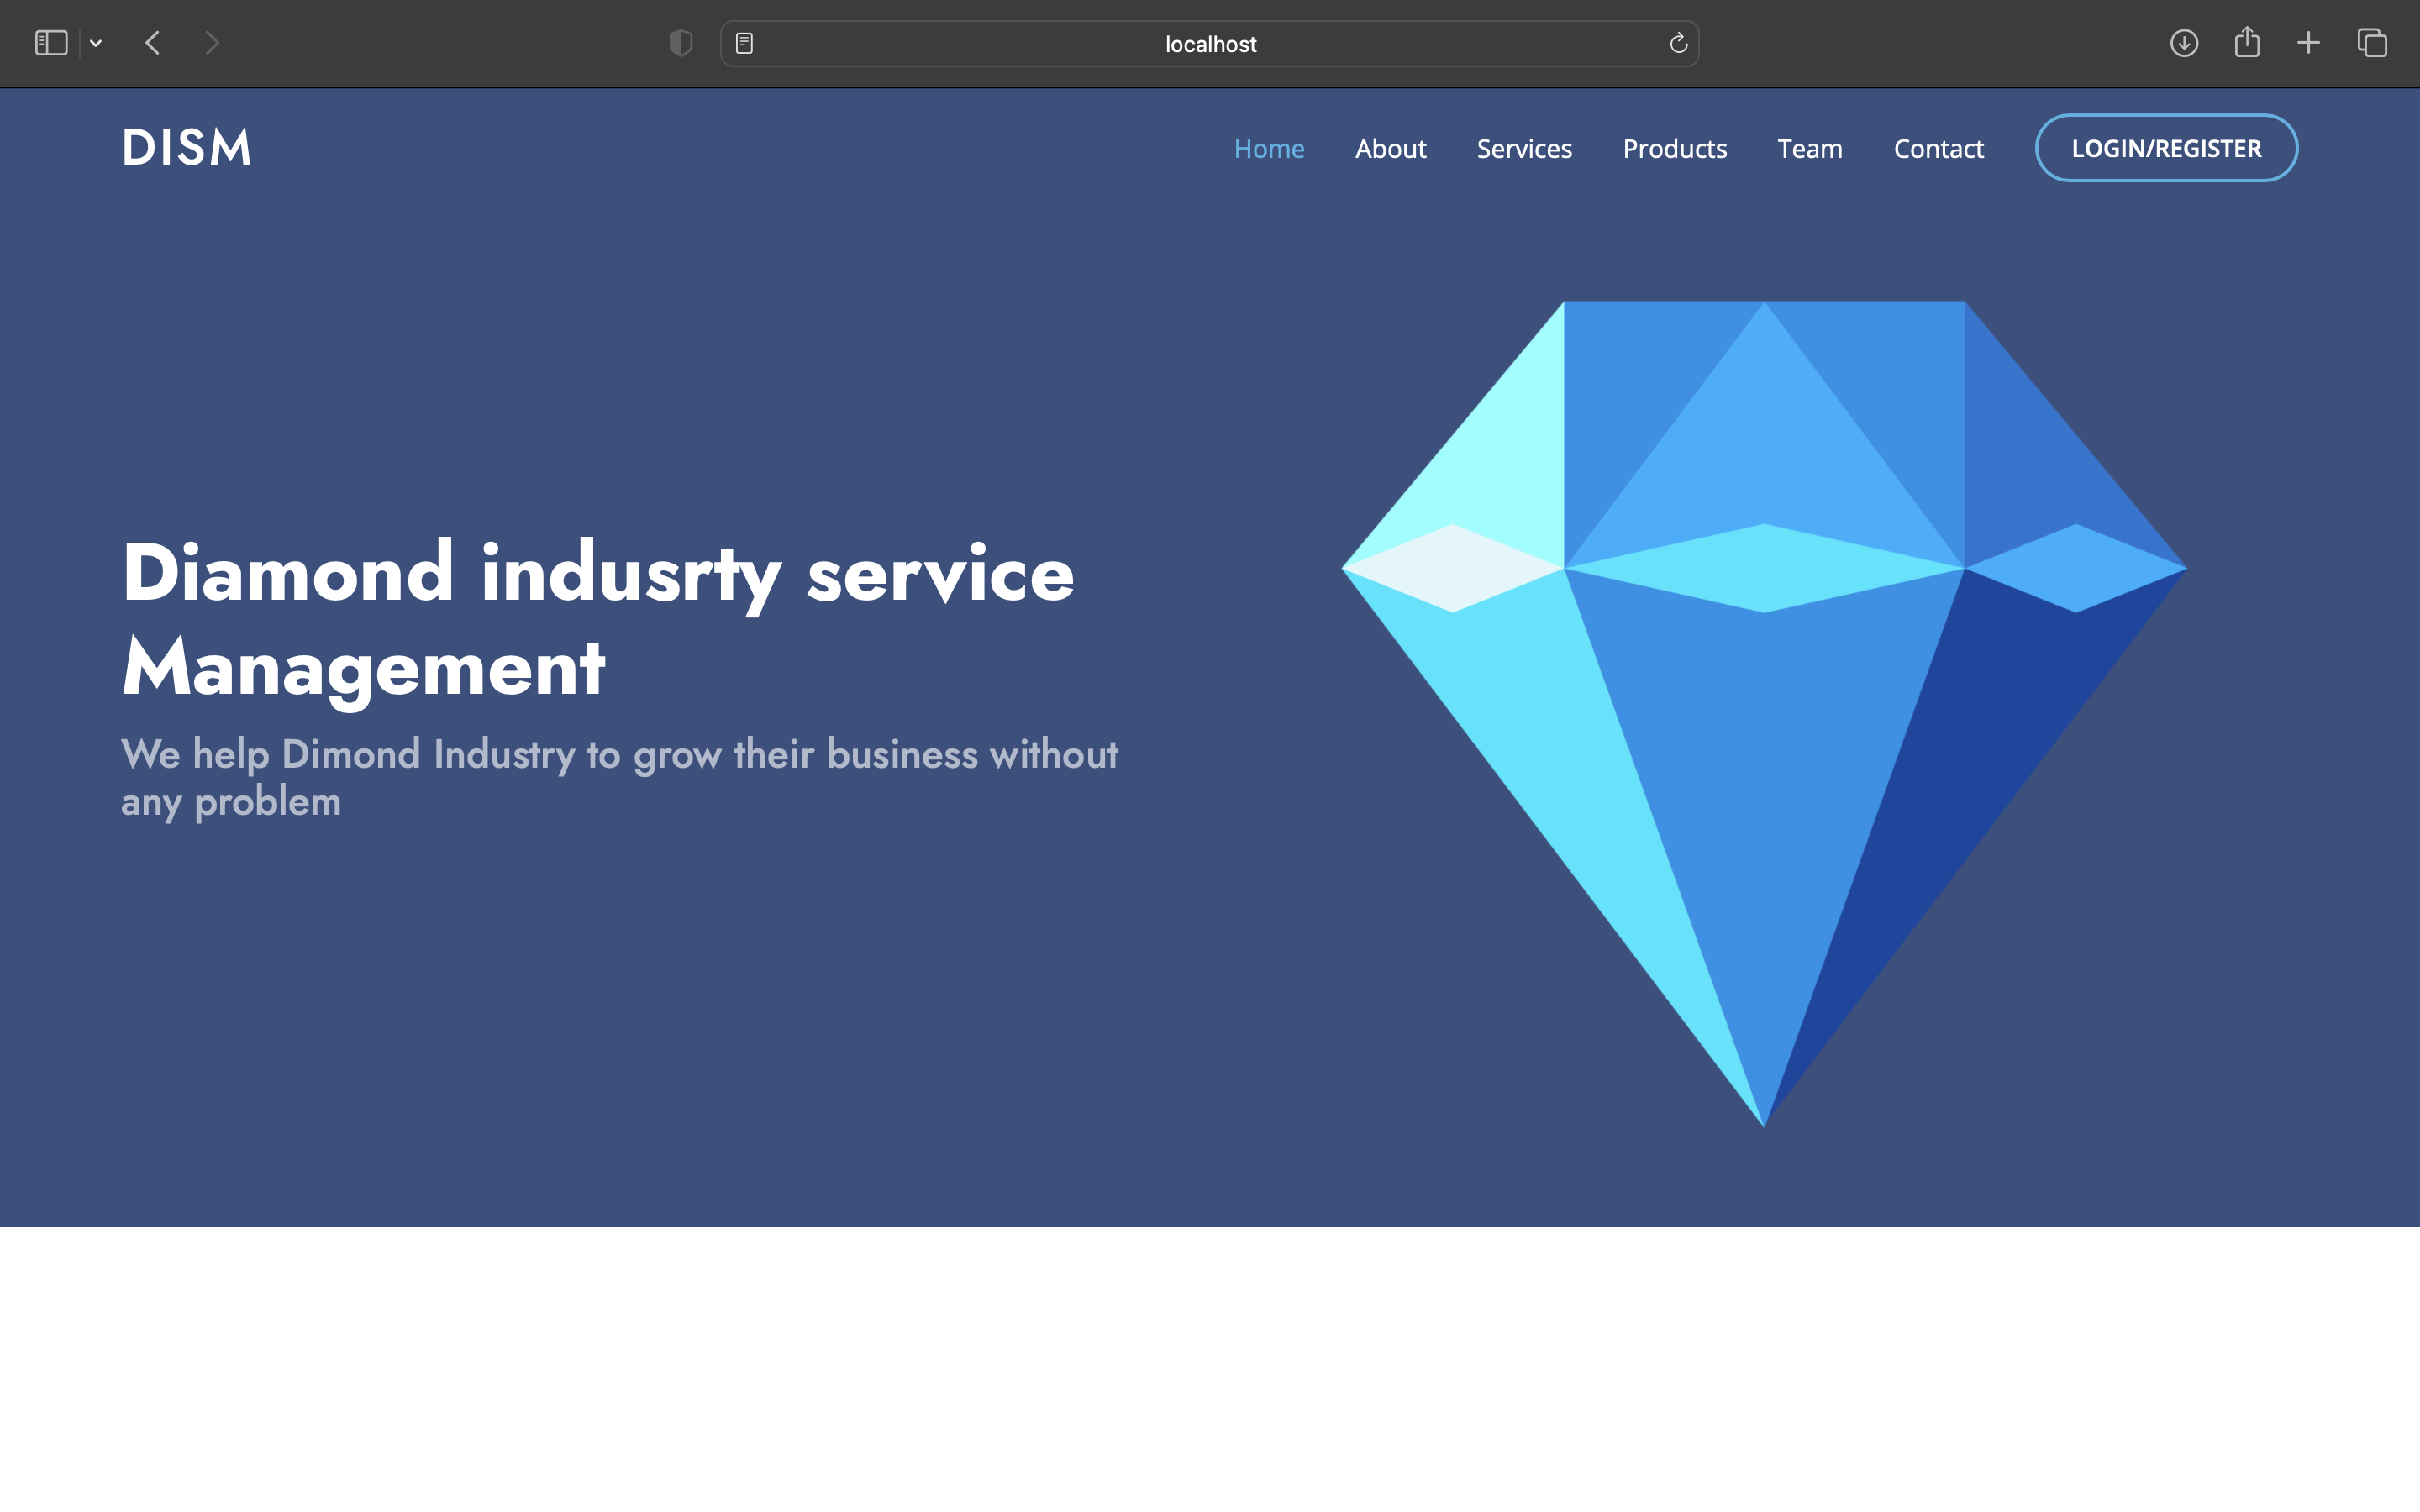 localhost
DISM
Home About Services Products Team Contact LOGIN/REGISTER
Diamond indusrty service
Management
We help Dimond Industry to grow their business without
any problem